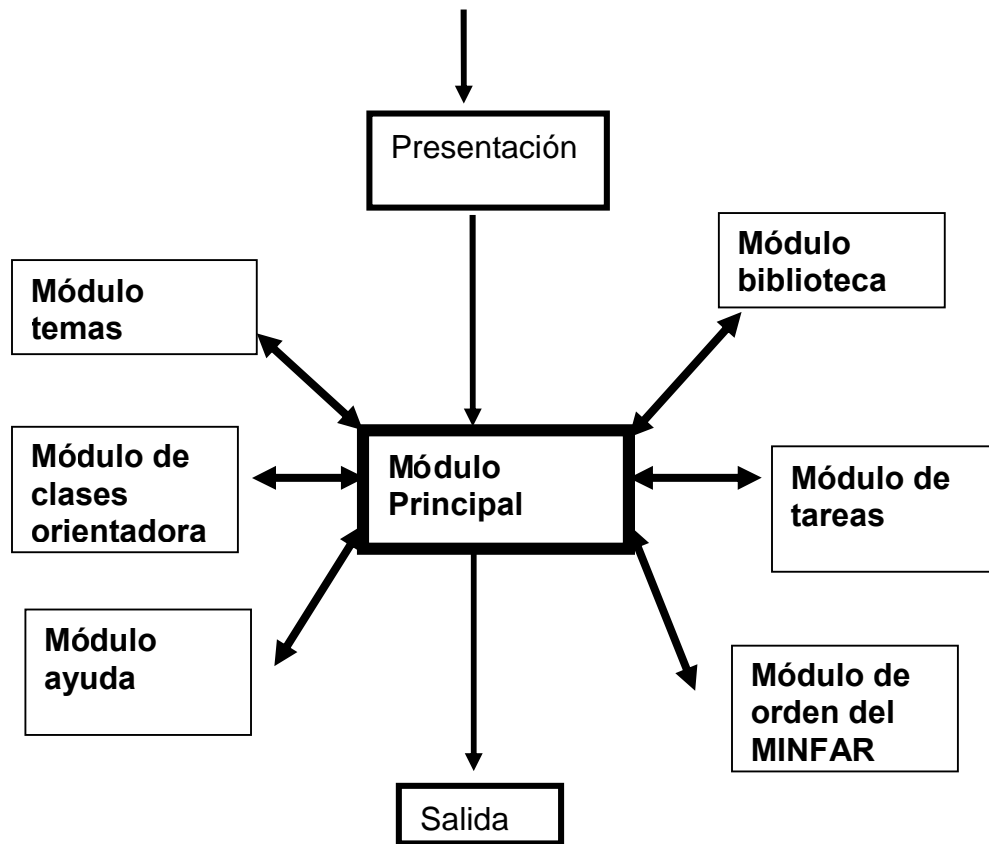 Presentación
Módulo
biblioteca
Módulo
temas
Módulo de
clases
orientadora
Módulo
Principal
Módulo de
tareas
Módulo
ayuda
Módulo de
orden del
MINFAR
Salida